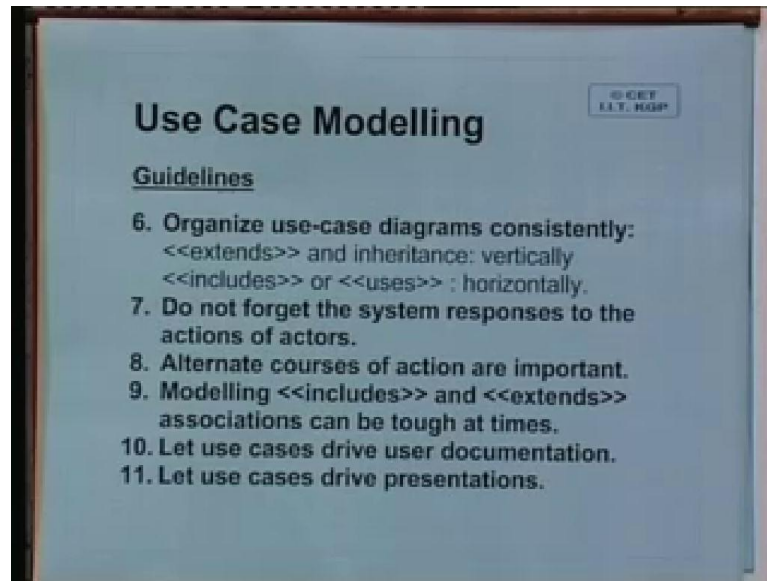 © CET
I.I.T. KGP
Use Case Modelling
Guidelines
6. Organize use-case diagrams consistently:
<<extends>> and inheritance: vertically
<<includes>> or <<uses>> : horizontally.
7. Do not forget the system responses to the
actions of actors.
8. Alternate courses of action are important.
9. Modelling <<includes>> and <<extends>>
associations can be tough at times.
10. Let use cases drive user documentation.
11. Let use cases drive presentations.